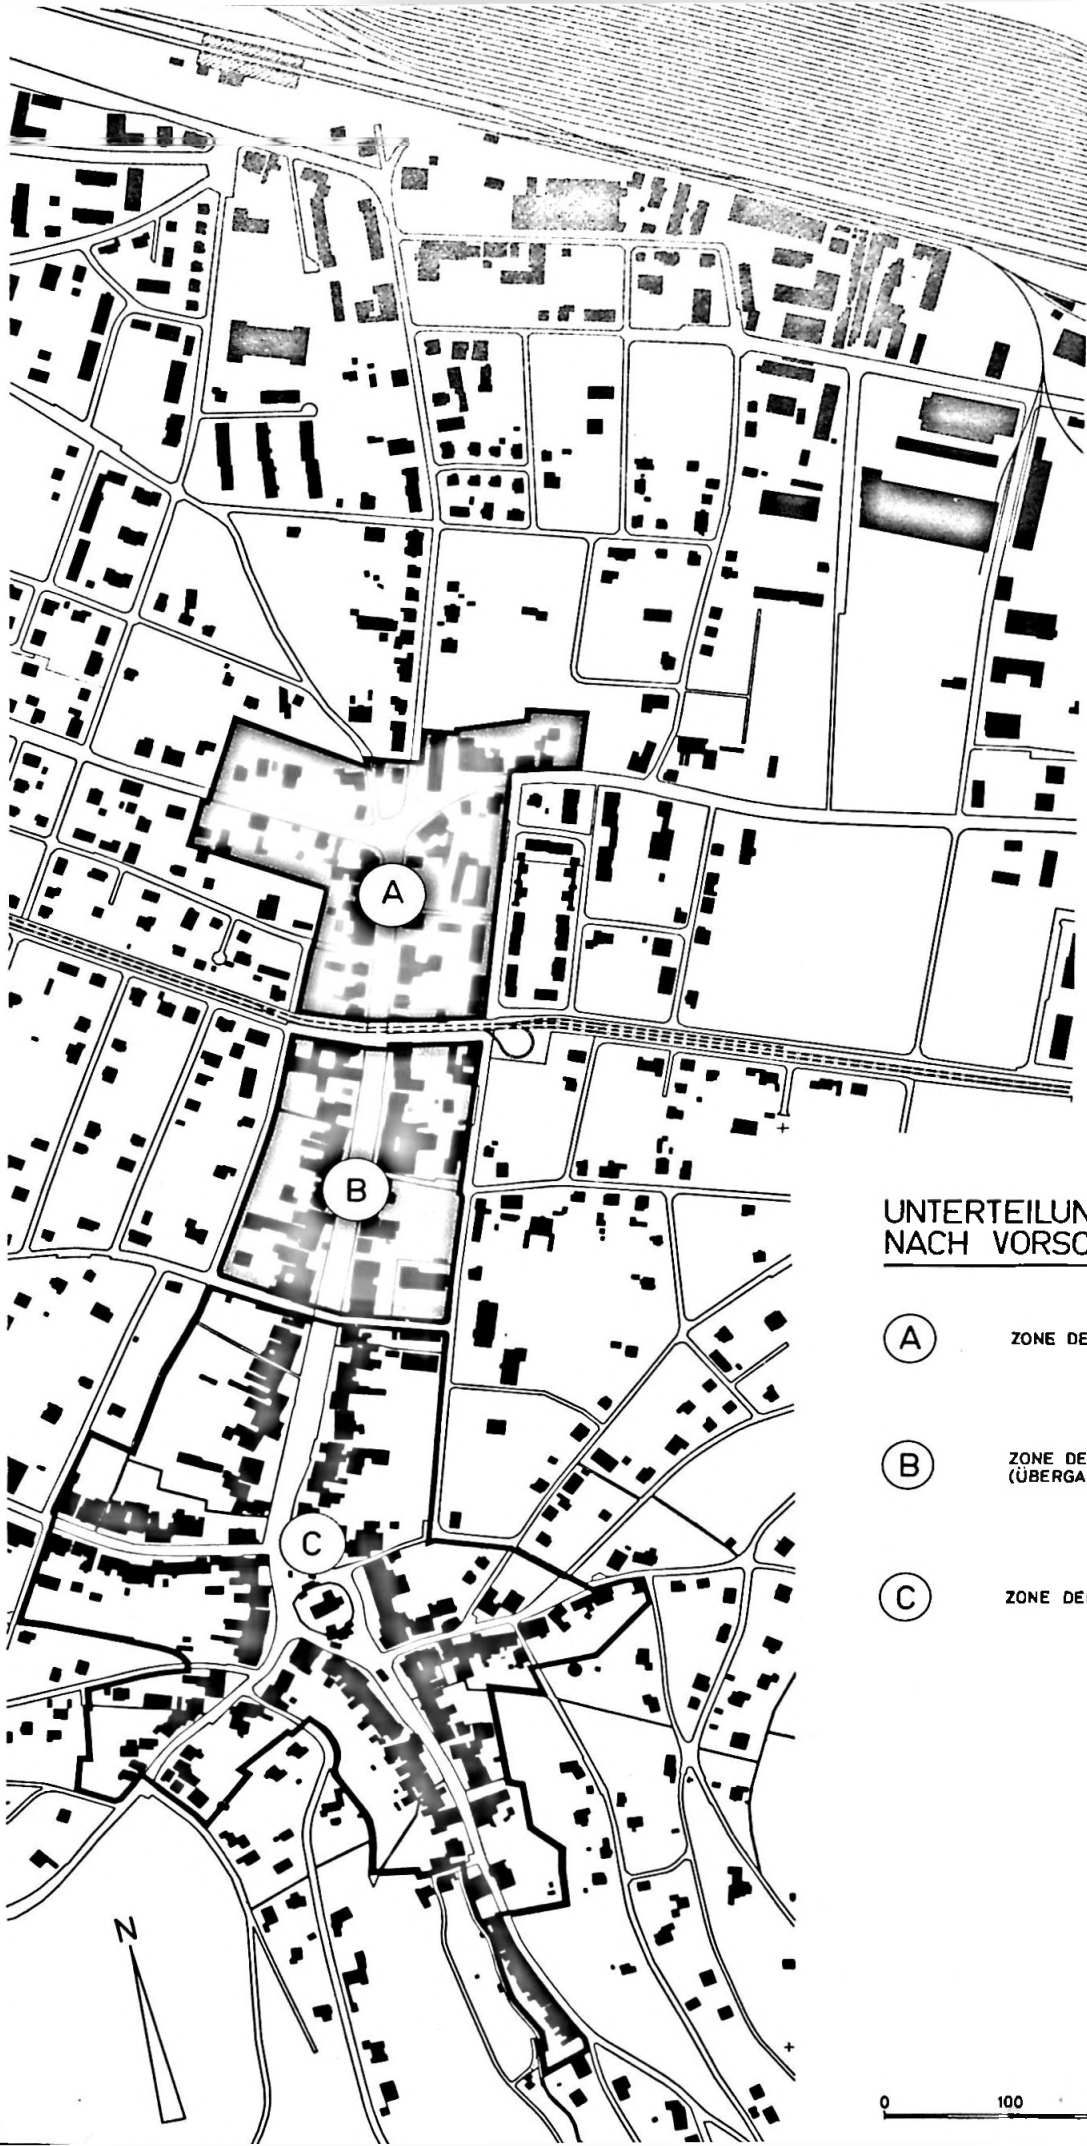 A
B
C
N
UNTERTEILUN
NACH VORSC
A ZONE DE
B ZONE DE
(ÜBERGA
C ZONE DE
0 100